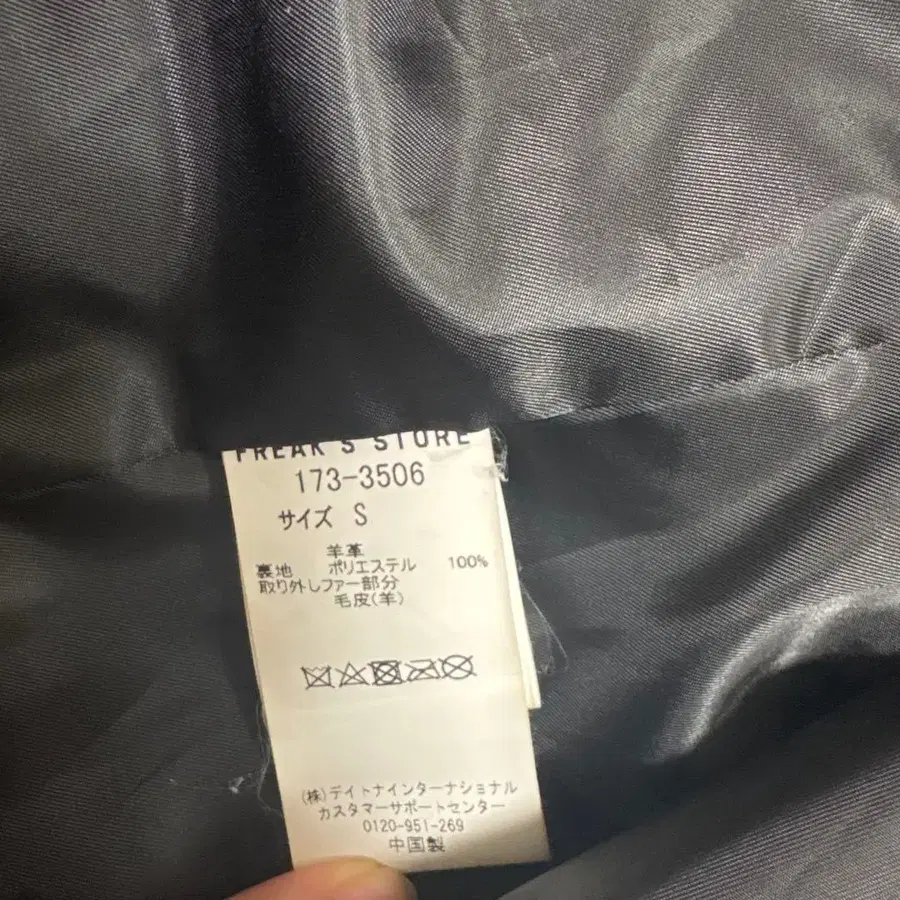 FREAK'S STORE
173-3506
サイズ S
羊革
裏地 ポリエステル 100%
取り外しファー部分
毛皮(羊)
(株)デイトナインターナショナル
カスタマーサポートセンター
0120-951-269
中国製